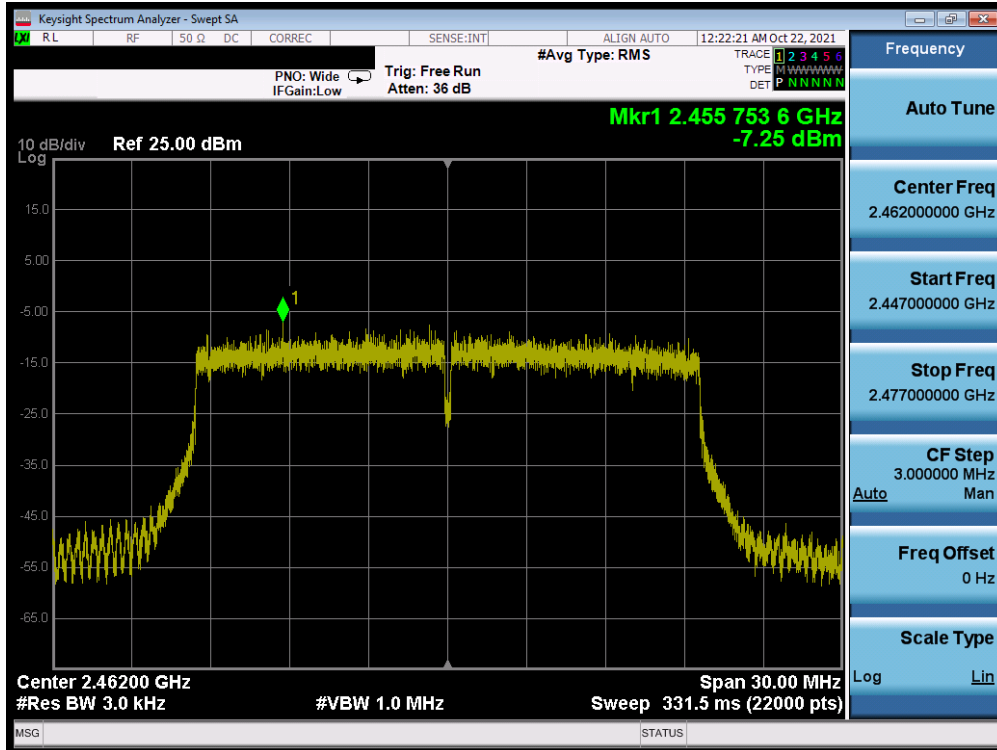 Keysight Spectrum Analyzer - Swept SA
LXI RL RF 50 Ω DC CORREC SENSE:INT ALIGN AUTO 12:22:21 AM Oct 22, 2021
#Avg Type: RMS
TRACE 1 2 3 4 5 6
PNO: Wide Trig: Free Run
TYPE M WWWWW
IFGain:Low Atten: 36 dB
DET P N N N N N
Mkr1 2.455 753 6 GHz
-7.25 dBm
10 dB/div Ref 25.00 dBm
Log
15.0
5.00
1
-5.00
-15.0
-25.0
-35.0
-45.0
-55.0
-65.0
Center 2.46200 GHz Span 30.00 MHz
#Res BW 3.0 kHz #VBW 1.0 MHz Sweep 331.5 ms (22000 pts)
MSG STATUS
Frequency
Auto Tune
Center Freq
2.462000000 GHz
Start Freq
2.447000000 GHz
Stop Freq
2.477000000 GHz
CF Step
3.000000 MHz
Auto Man
Freq Offset
0 Hz
Scale Type
Log Lin